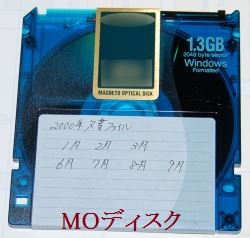 1.3GB
2048 byte/sector
Windows
Formatted
MAGNETO OPTICAL DISK
2000年 文書ファイル
1月 2月 3月
6月 7月 8月 9月
MOディスク